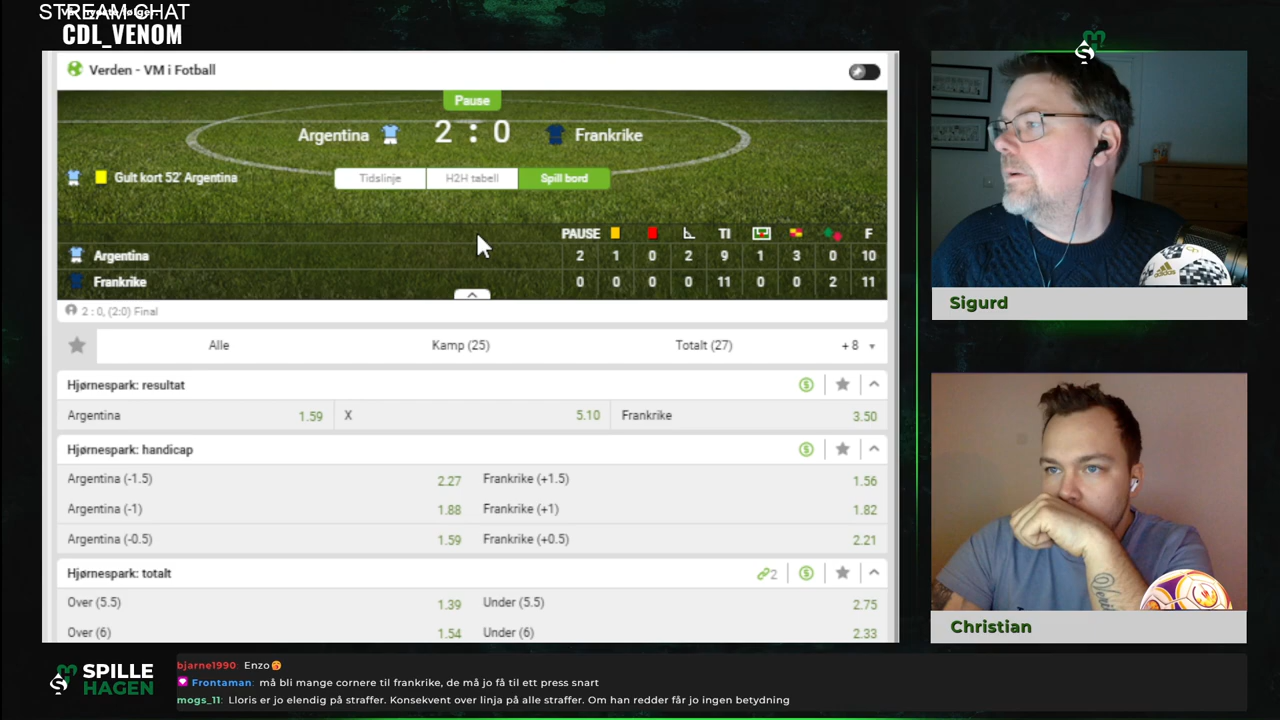 STREAM CHAT
CDL_VENOM
Verden - VM i Fotball
Pause
Argentina 2 : 0 Frankrike
Gult kort 52' Argentina
Tidslinje H2H tabell Spill bord
PAUSE TI F
Argentina 2 1 0 2 9 1 3 0 10
Frankrike 0 0 0 0 11 0 0 2 11
2 : 0, (2:0) Final
Alle Kamp (25) Totalt (27) + 8
Hjørnespark: resultat
Argentina 1.59 X 5.10 Frankrike 3.50
Hjørnespark: handicap
Argentina (-1.5) 2.27 Frankrike (+1.5) 1.56
Argentina (-1) 1.88 Frankrike (+1) 1.82
Argentina (-0.5) 1.59 Frankrike (+0.5) 2.21
Hjørnespark: totalt 2
Over (5.5) 1.39 Under (5.5) 2.75
Over (6) 1.54 Under (6) 2.33
Sigurd
Christian
SPILLE
HAGEN
bjarne1990: Enzo
Frontaman: må bli mange cornere til frankrike, de må jo få til ett press snart
mogs_11: Lloris er jo elendig på straffer. Konsekvent over linja på alle straffer. Om han redder får jo ingen betydning